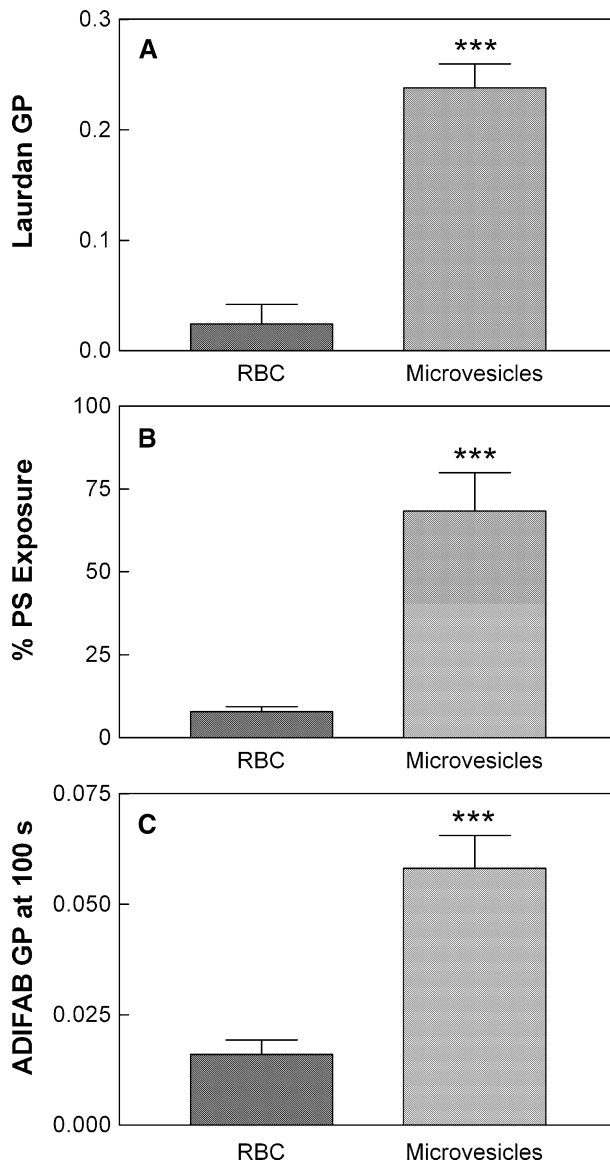 Laurdan GP
0.3
0.2
0.1
0.0
A
***
RBC
Microvesicles
% PS Exposure
100
75
50
25
0
B
***
RBC
Microvesicles
ADIFAB GP at 100 s
0.075
0.050
0.025
0.000
C
***
RBC
Microvesicles